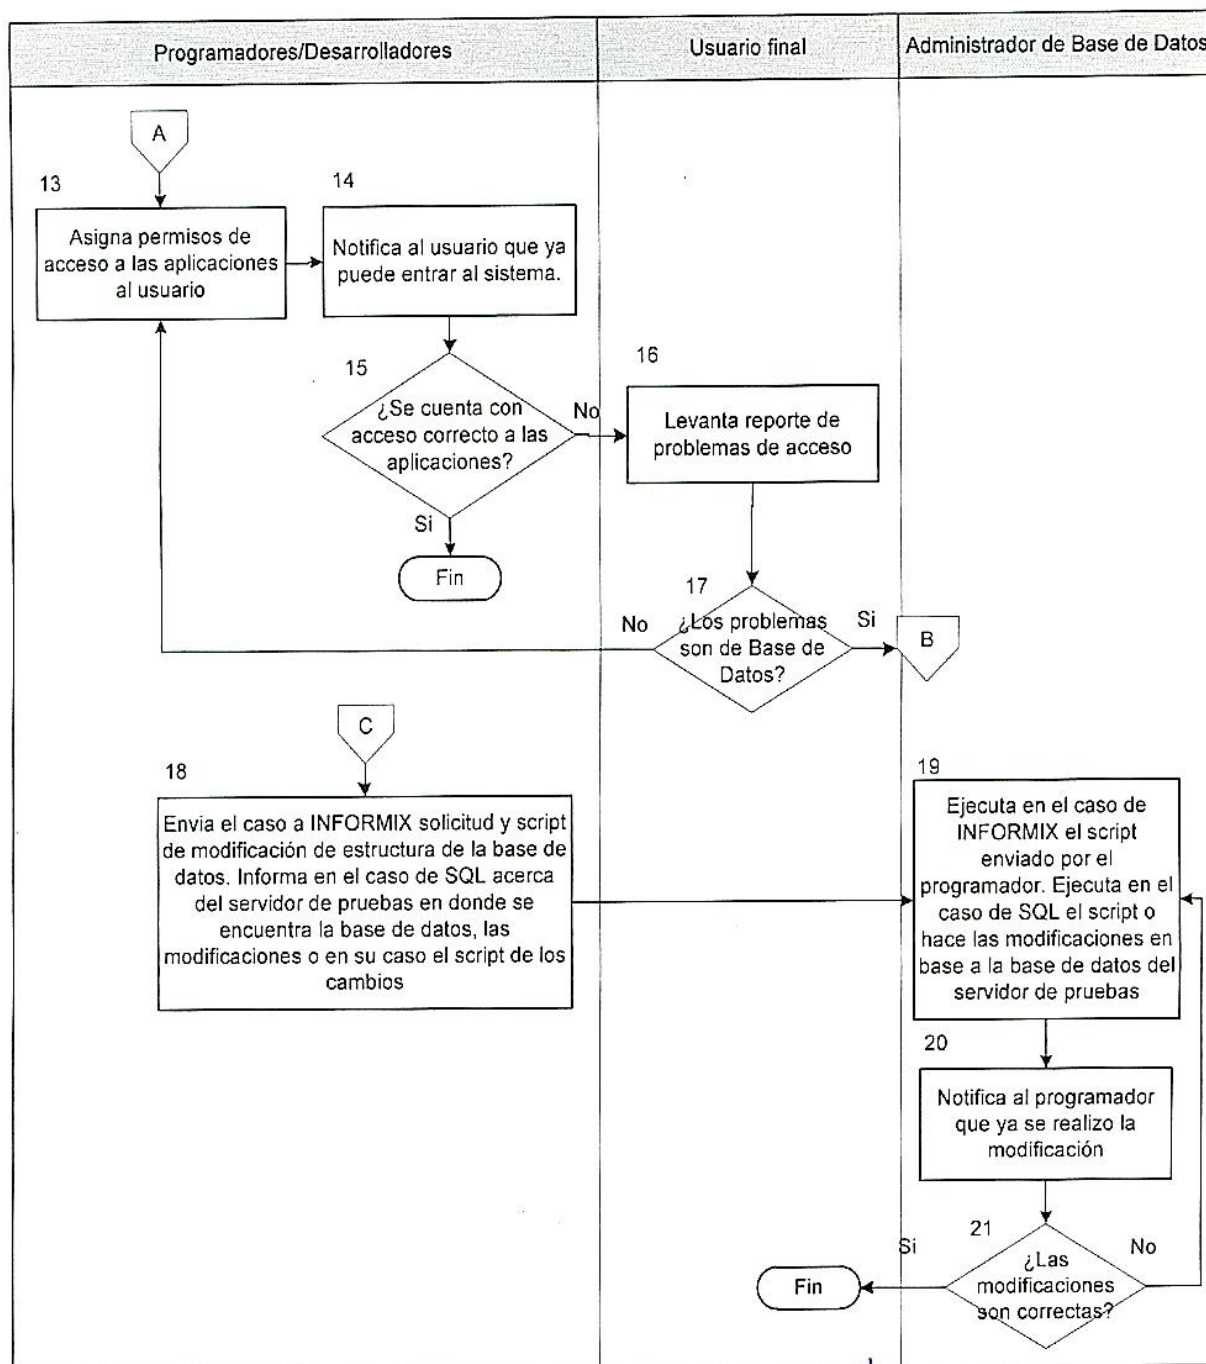 Programadores/Desarrolladores
Usuario final
Administrador de Base de Datos
A
13
Asigna permisos de
acceso a las aplicaciones
al usuario
14
Notifica al usuario que ya
puede entrar al sistema.
15
¿Se cuenta con
acceso correcto a las
aplicaciones?
No
Si
Fin
16
Levanta reporte de
problemas de acceso
17
¿Los problemas
son de Base de
Datos?
No
Si
B
C
18
Envia el caso a INFORMIX solicitud y script
de modificación de estructura de la base de
datos. Informa en el caso de SQL acerca
del servidor de pruebas en donde se
encuentra la base de datos, las
modificaciones o en su caso el script de los
cambios
19
Ejecuta en el caso de
INFORMIX el script
enviado por el
programador. Ejecuta en el
caso de SQL el script o
hace las modificaciones en
base a la base de datos del
servidor de pruebas
20
Notifica al programador
que ya se realizo la
modificación
21
¿Las
modificaciones
son correctas?
Si
No
Fin